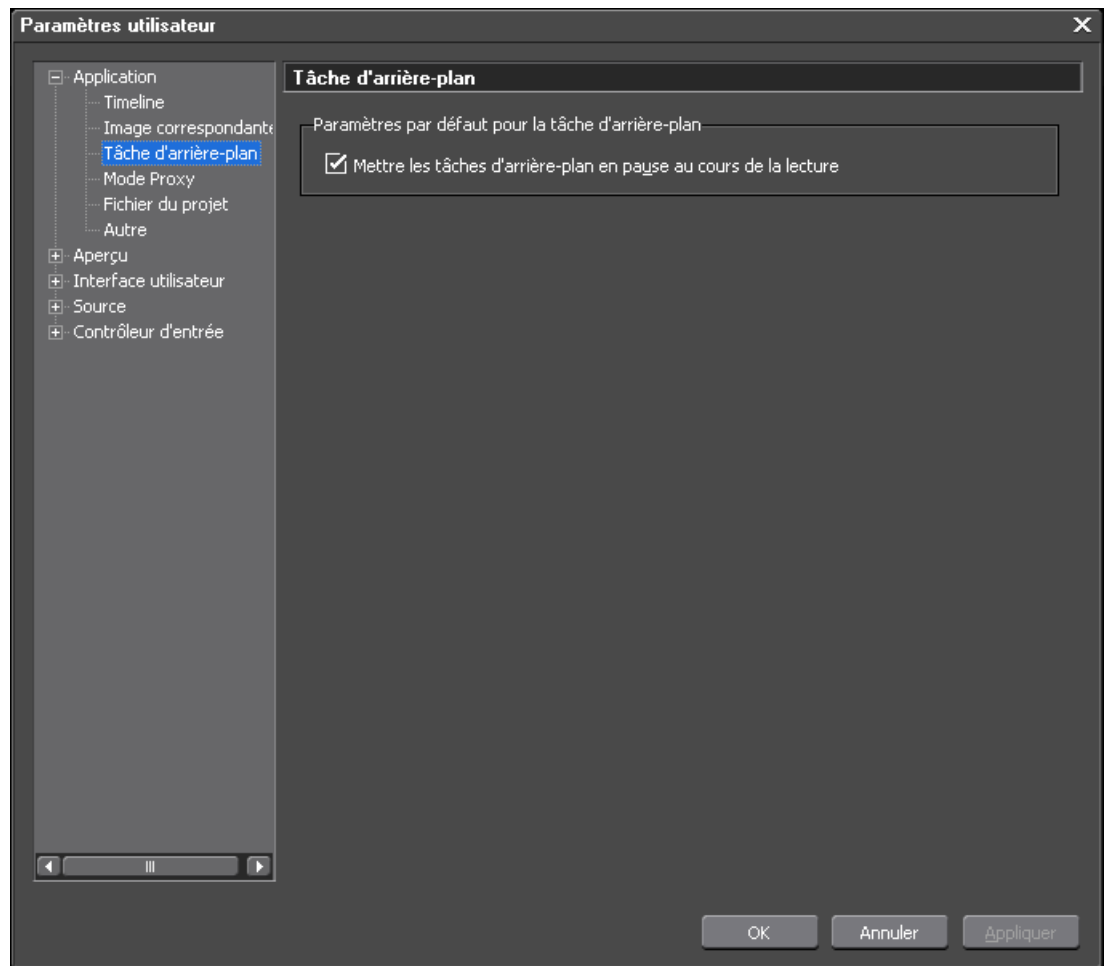 Paramètres utilisateur
Application
Timeline
Image correspondante
Tâche d'arrière-plan
Mode Proxy
Fichier du projet
Autre
Aperçu
Interface utilisateur
Source
Contrôleur d'entrée
Tâche d'arrière-plan
Paramètres par défaut pour la tâche d'arrière-plan
Mettre les tâches d'arrière-plan en pause au cours de la lecture
OK
Annuler
Appliquer